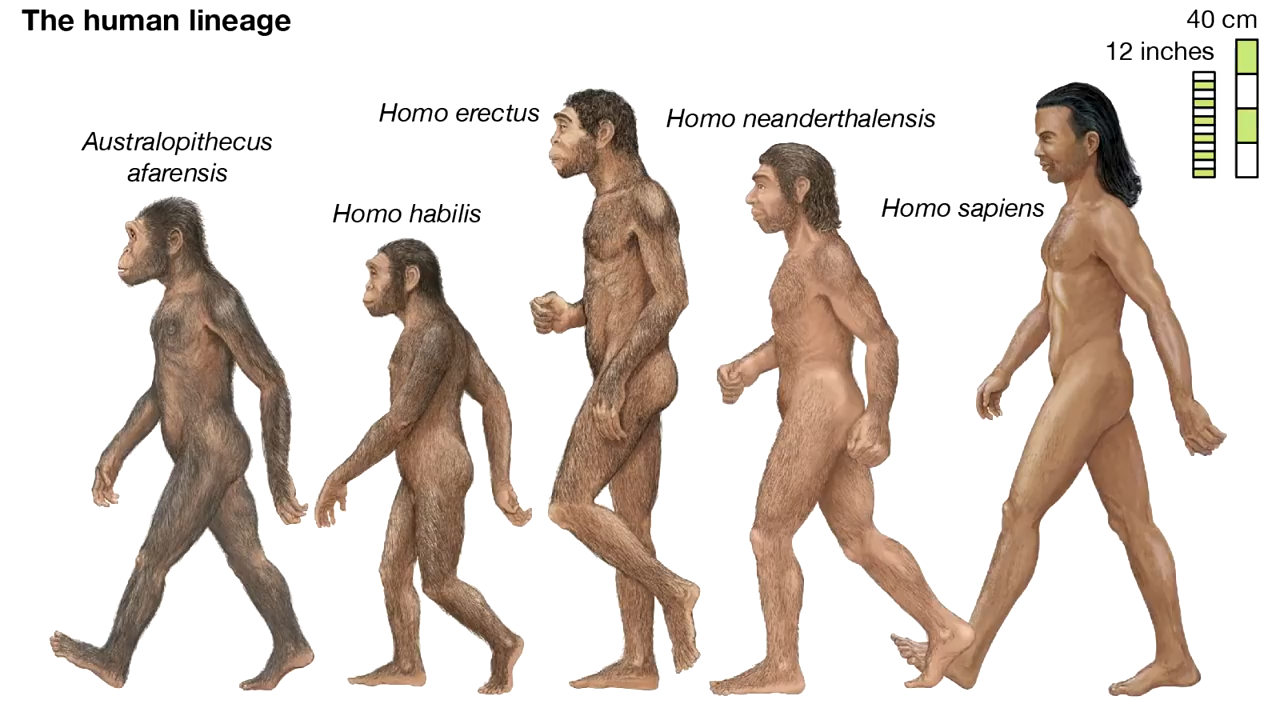 The human lineage
40 cm
12 inches
Homo erectus
Homo neanderthalensis
Australopithecus
afarensis
Homo habilis
Homo sapiens